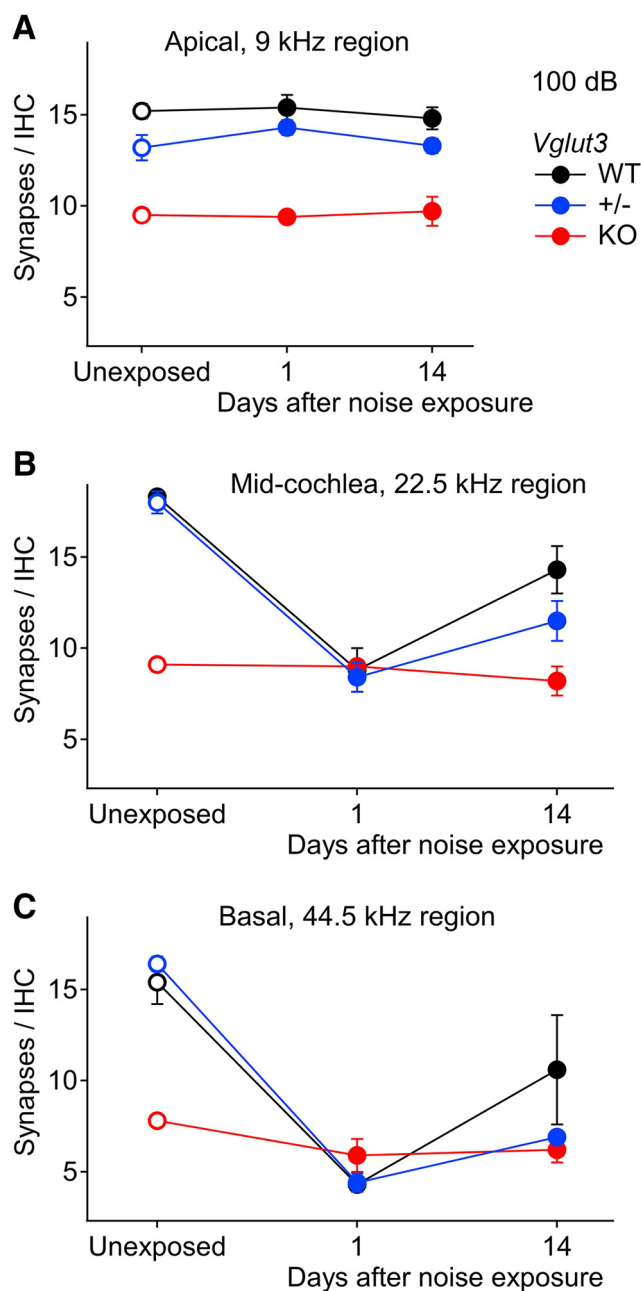 A
Apical, 9 kHz region
100 dB
Vglut3
WT
+/-
KO
Synapses / IHC
15
10
5
Unexposed 1 14
Days after noise exposure
B
Mid-cochlea, 22.5 kHz region
Synapses / IHC
15
10
5
Unexposed 1 14
Days after noise exposure
C
Basal, 44.5 kHz region
Synapses / IHC
15
10
5
Unexposed 1 14
Days after noise exposure